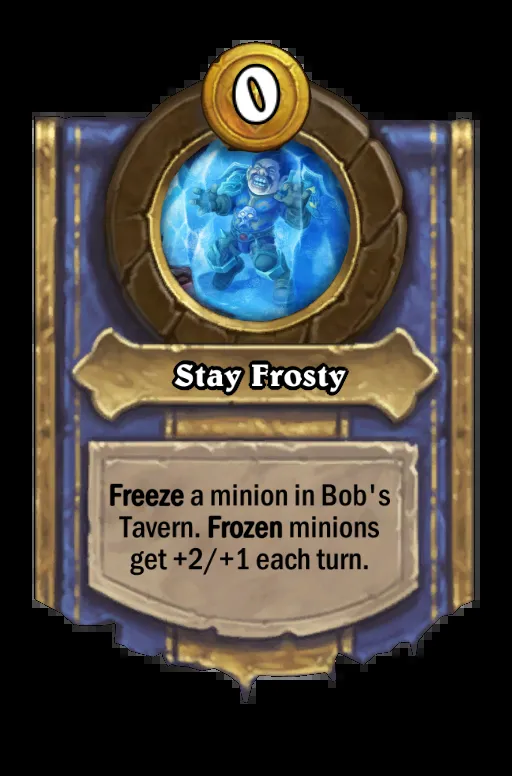 0
Stay Frosty
Freeze a minion in Bob's
Tavern. Frozen minions
get +2/+1 each turn.